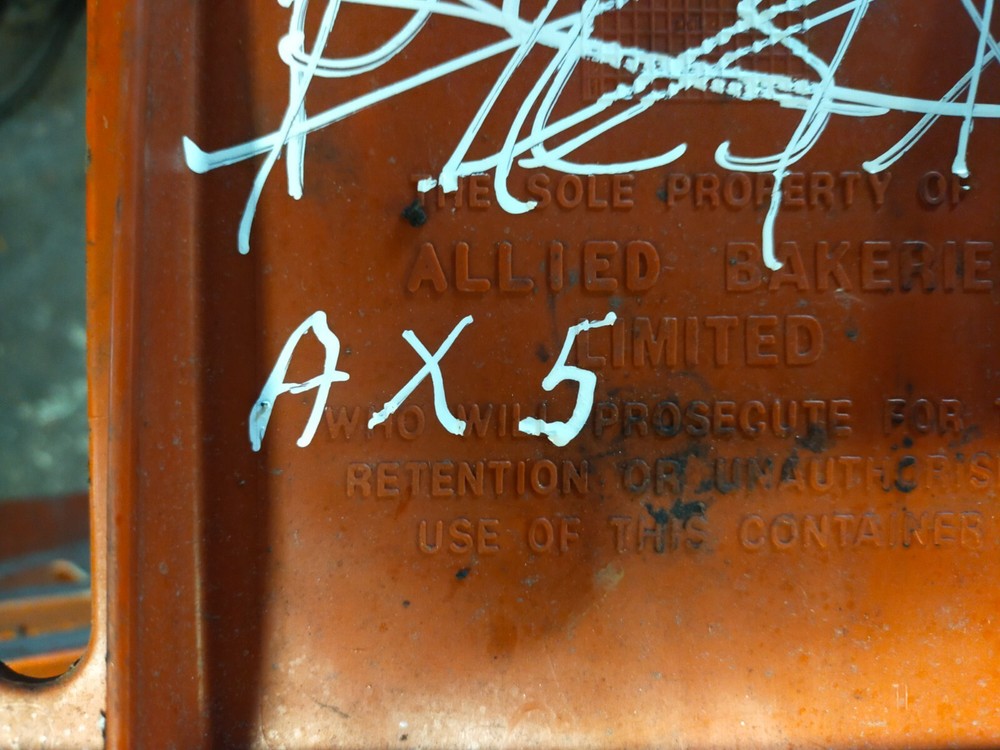 THE SOLE PROPERTY OF
ALLIED BAKERIE
LIMITED
AX5
WHO WILL PROSECUTE FOR
RETENTION OR UNAUTHORIS
USE OF THIS CONTAINER